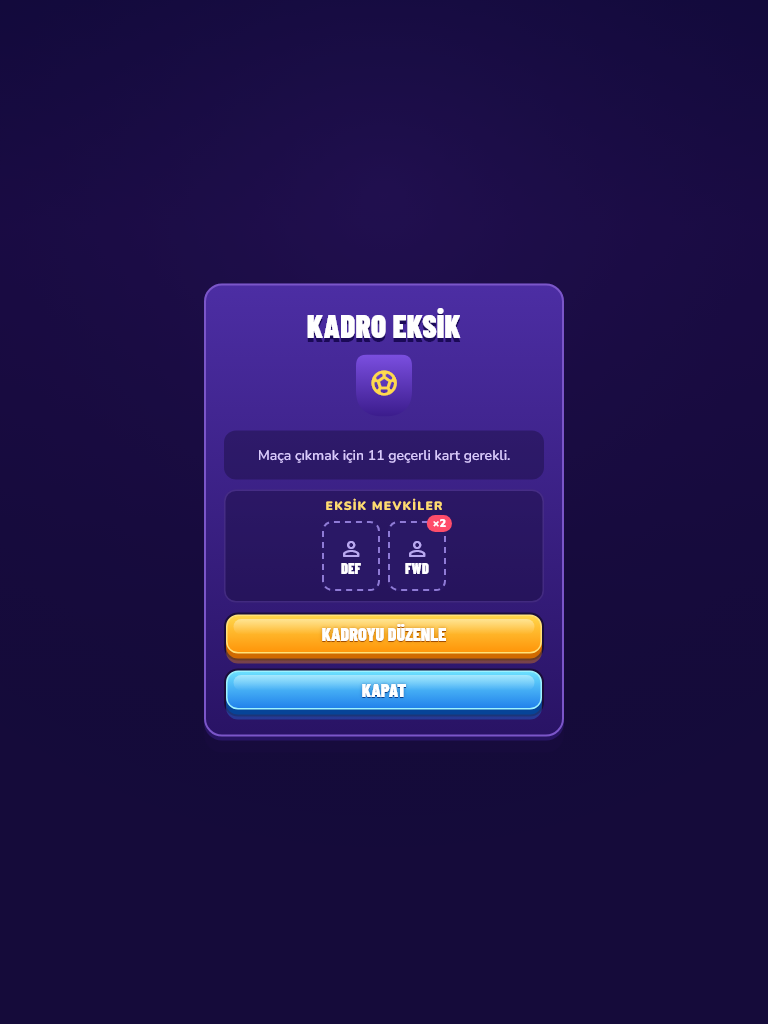 KADRO EKSİK
Maça çıkmak için 11 geçerli kart gerekli.
EKSİK MEVKİLER
×2
DEF
FWD
KADROYU DÜZENLE
KAPAT